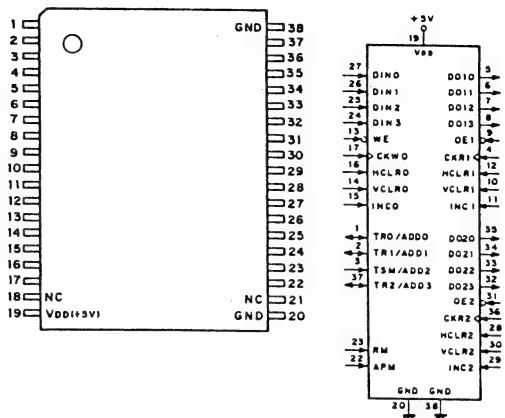 1 GND 38
2 37
3 36
4 35
5 34
6 33
7 32
8 31
9 30
10 29
11 28
12 27
13 26
14 25
15 24
16 23
17 22
18 NC NC 21
19 VDD(+5V) GND 20
+5V
19
VDD
27 DIN0 DO10 5
26 DIN1 DO11 6
25 DIN2 DO12 7
24 DIN3 DO13 8
13 WE OE1 9
17 CKW0 CKR1 4
16 HCLR0 HCLR1 12
14 VCLR0 VCLR1 10
15 INC0 INC1 11
1 TR0/ADD0 DO20 35
2 TR1/ADD1 DO21 34
3 TSM/ADD2 DO22 33
37 TR2/ADD3 DO23 32
OE2 31
CKR2 36
HCLR2 28
23 RM VCLR2 30
22 APM INC2 29
GND GND
20 38